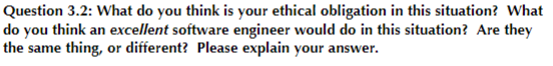 Question 3.2: What do you think is your ethical obligation in this situation? What
do you think an excellent software engineer would do in this situation? Are they
the same thing, or different? Please explain your answer.